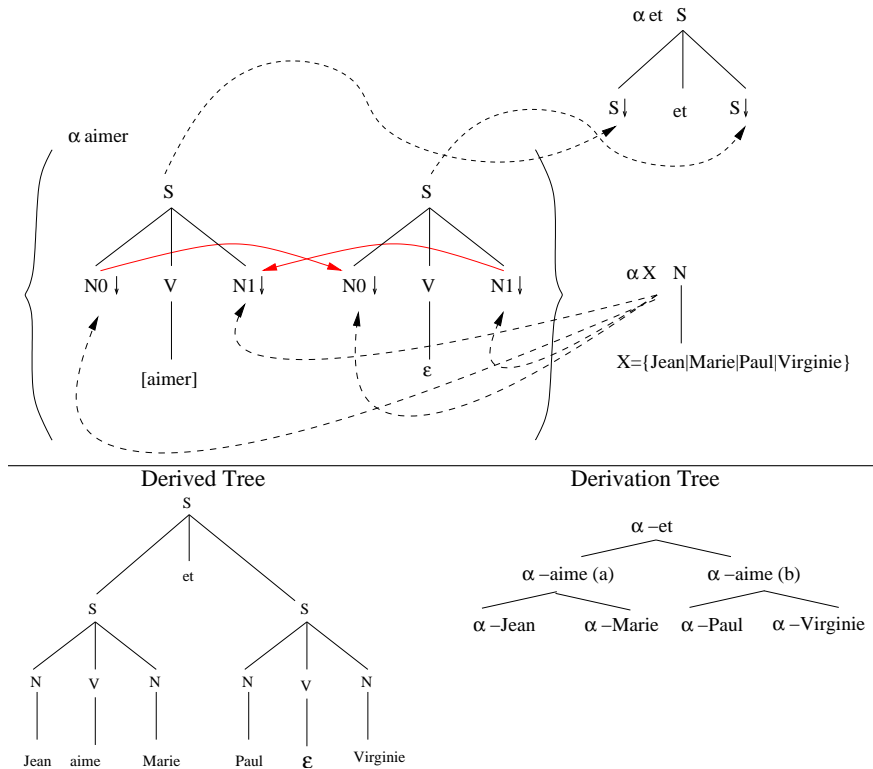 α et S
S↓ et S↓
α aimer
S S
N0↓ V N1↓ N0↓ V N1↓
α X N
[aimer] ε
X={Jean|Marie|Paul|Virginie}
Derived Tree Derivation Tree
S
α –et
et
α –aime (a) α –aime (b)
S S
α –Jean α –Marie α –Paul α –Virginie
N V N N V N
Jean aime Marie Paul ε Virginie